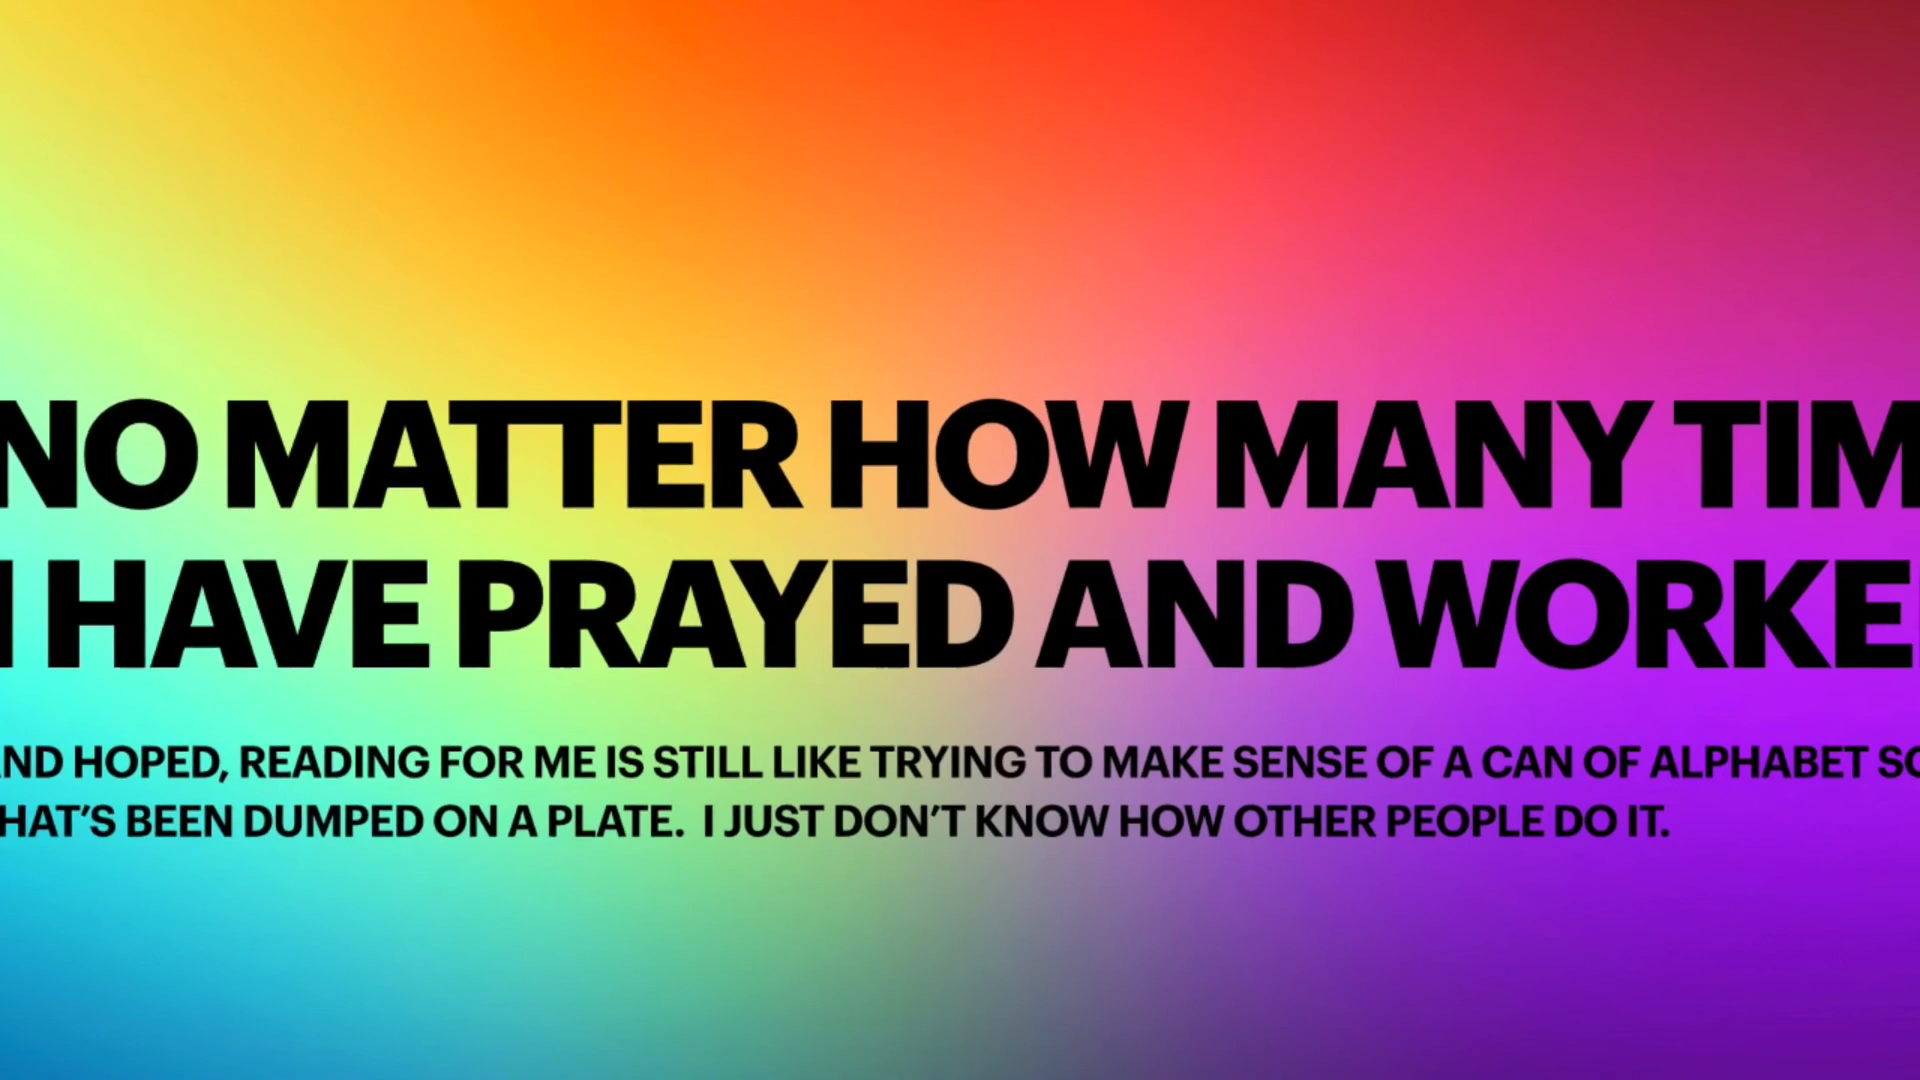 NO MATTER HOW MANY TIM
I HAVE PRAYED AND WORKE
ND HOPED, READING FOR ME IS STILL LIKE TRYING TO MAKE SENSE OF A CAN OF ALPHABET SO
HAT’S BEEN DUMPED ON A PLATE. I JUST DON’T KNOW HOW OTHER PEOPLE DO IT.